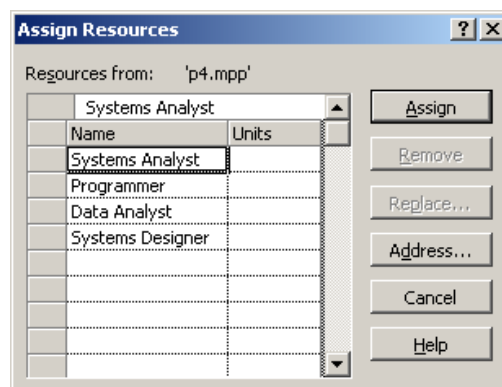 Assign Resources
Resources from: 'p4.mpp'
Systems Analyst
Name Units
Systems Analyst
Programmer
Data Analyst
Systems Designer
Assign
Remove
Replace...
Address...
Cancel
Help